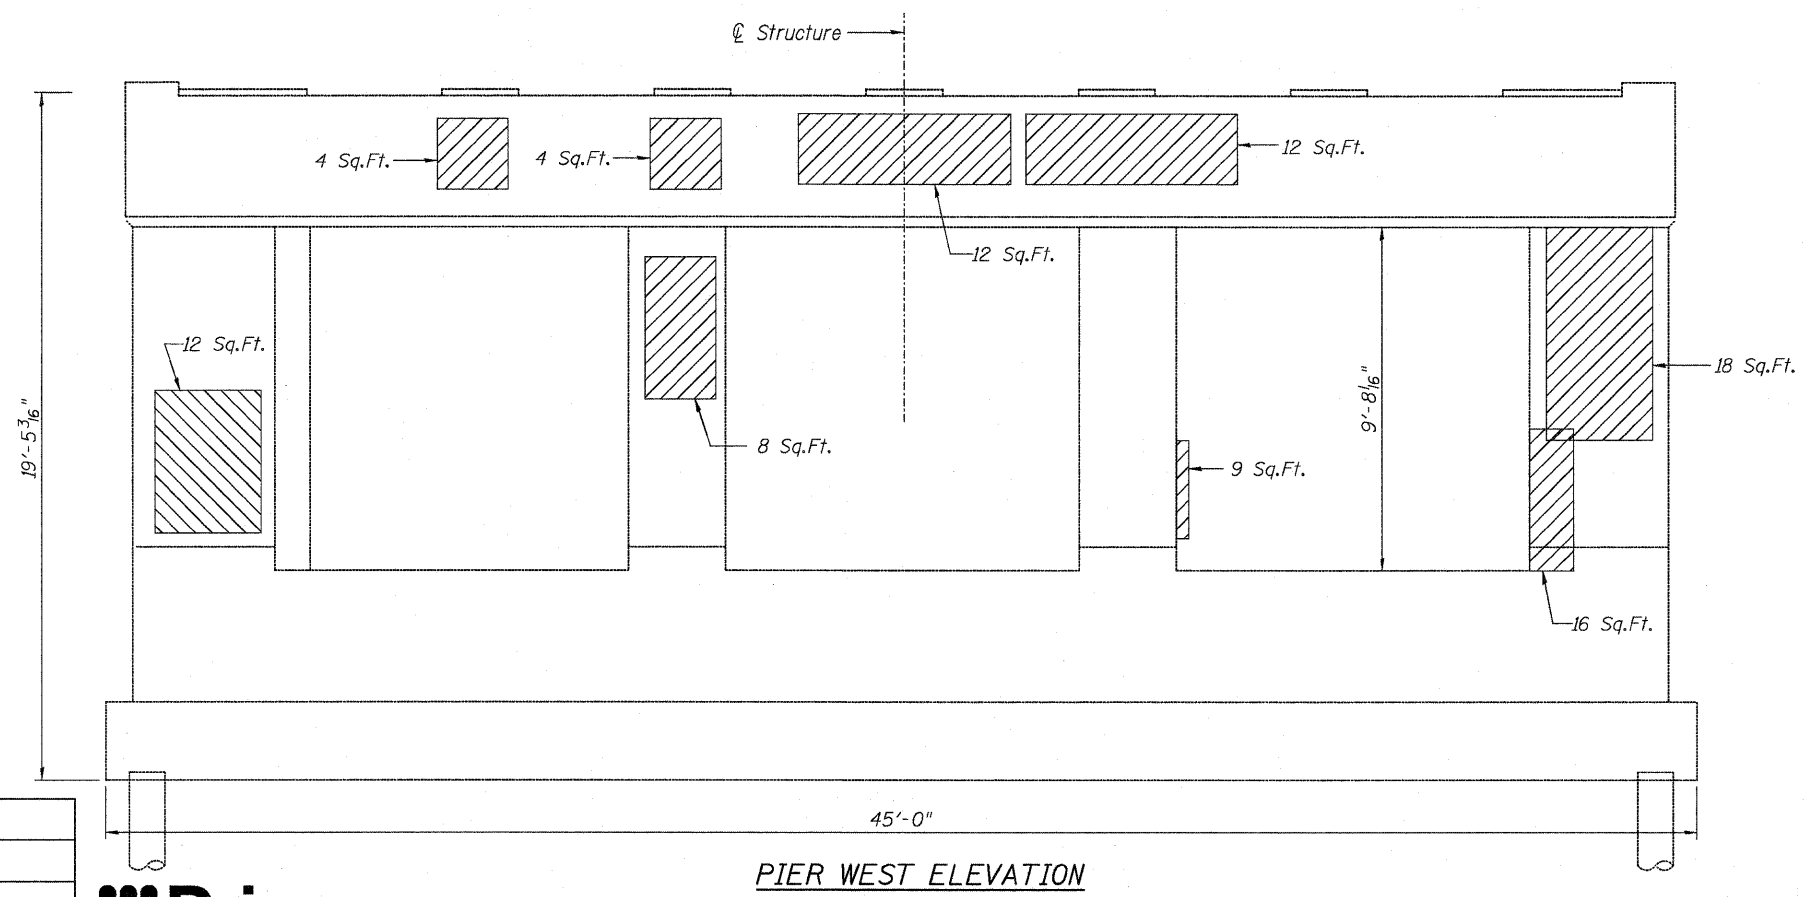 ℄ Structure
4 Sq.Ft.
4 Sq.Ft.
12 Sq.Ft.
12 Sq.Ft.
12 Sq.Ft.
8 Sq.Ft.
9 Sq.Ft.
18 Sq.Ft.
16 Sq.Ft.
19'-5 3/16"
9'-8 1/16"
45'-0"
PIER WEST ELEVATION